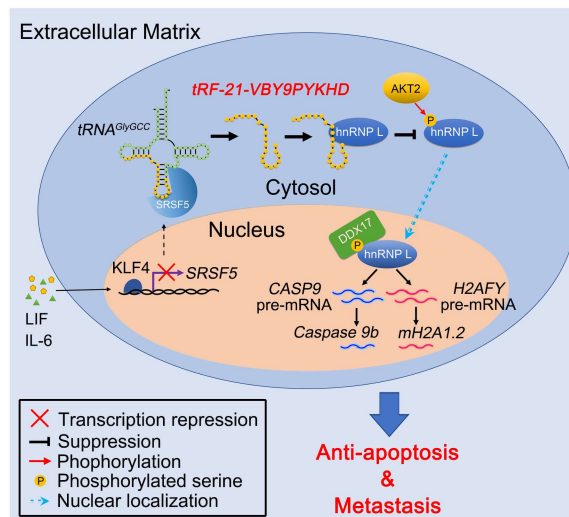 Extracellular Matrix
tRF-21-VBY9PYKHD
AKT2
tRNAGlyGCC
P
hnRNP L
hnRNP L
SRSF5
Cytosol
Nucleus
DDX17
P
hnRNP L
KLF4
SRSF5
CASP9
pre-mRNA
H2AFY
pre-mRNA
LIF
IL-6
Caspase 9b
mH2A1.2
Transcription repression
Suppression
Phophorylation
P
Phosphorylated serine
Nuclear localization
Anti-apoptosis
&
Metastasis